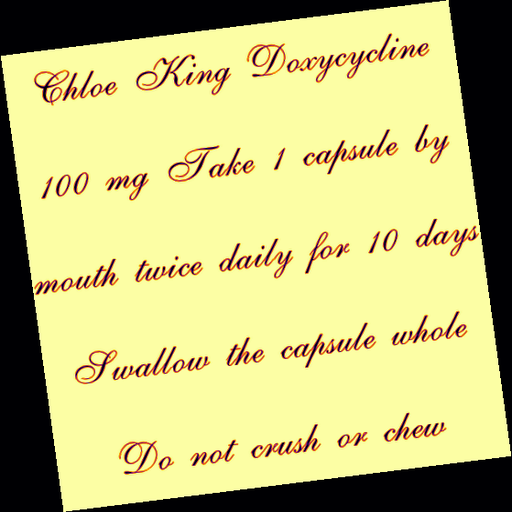 Chloe King Doxycycline
100 mg Take 1 capsule by
mouth twice daily for 10 days
Swallow the capsule whole
Do not crush or chew